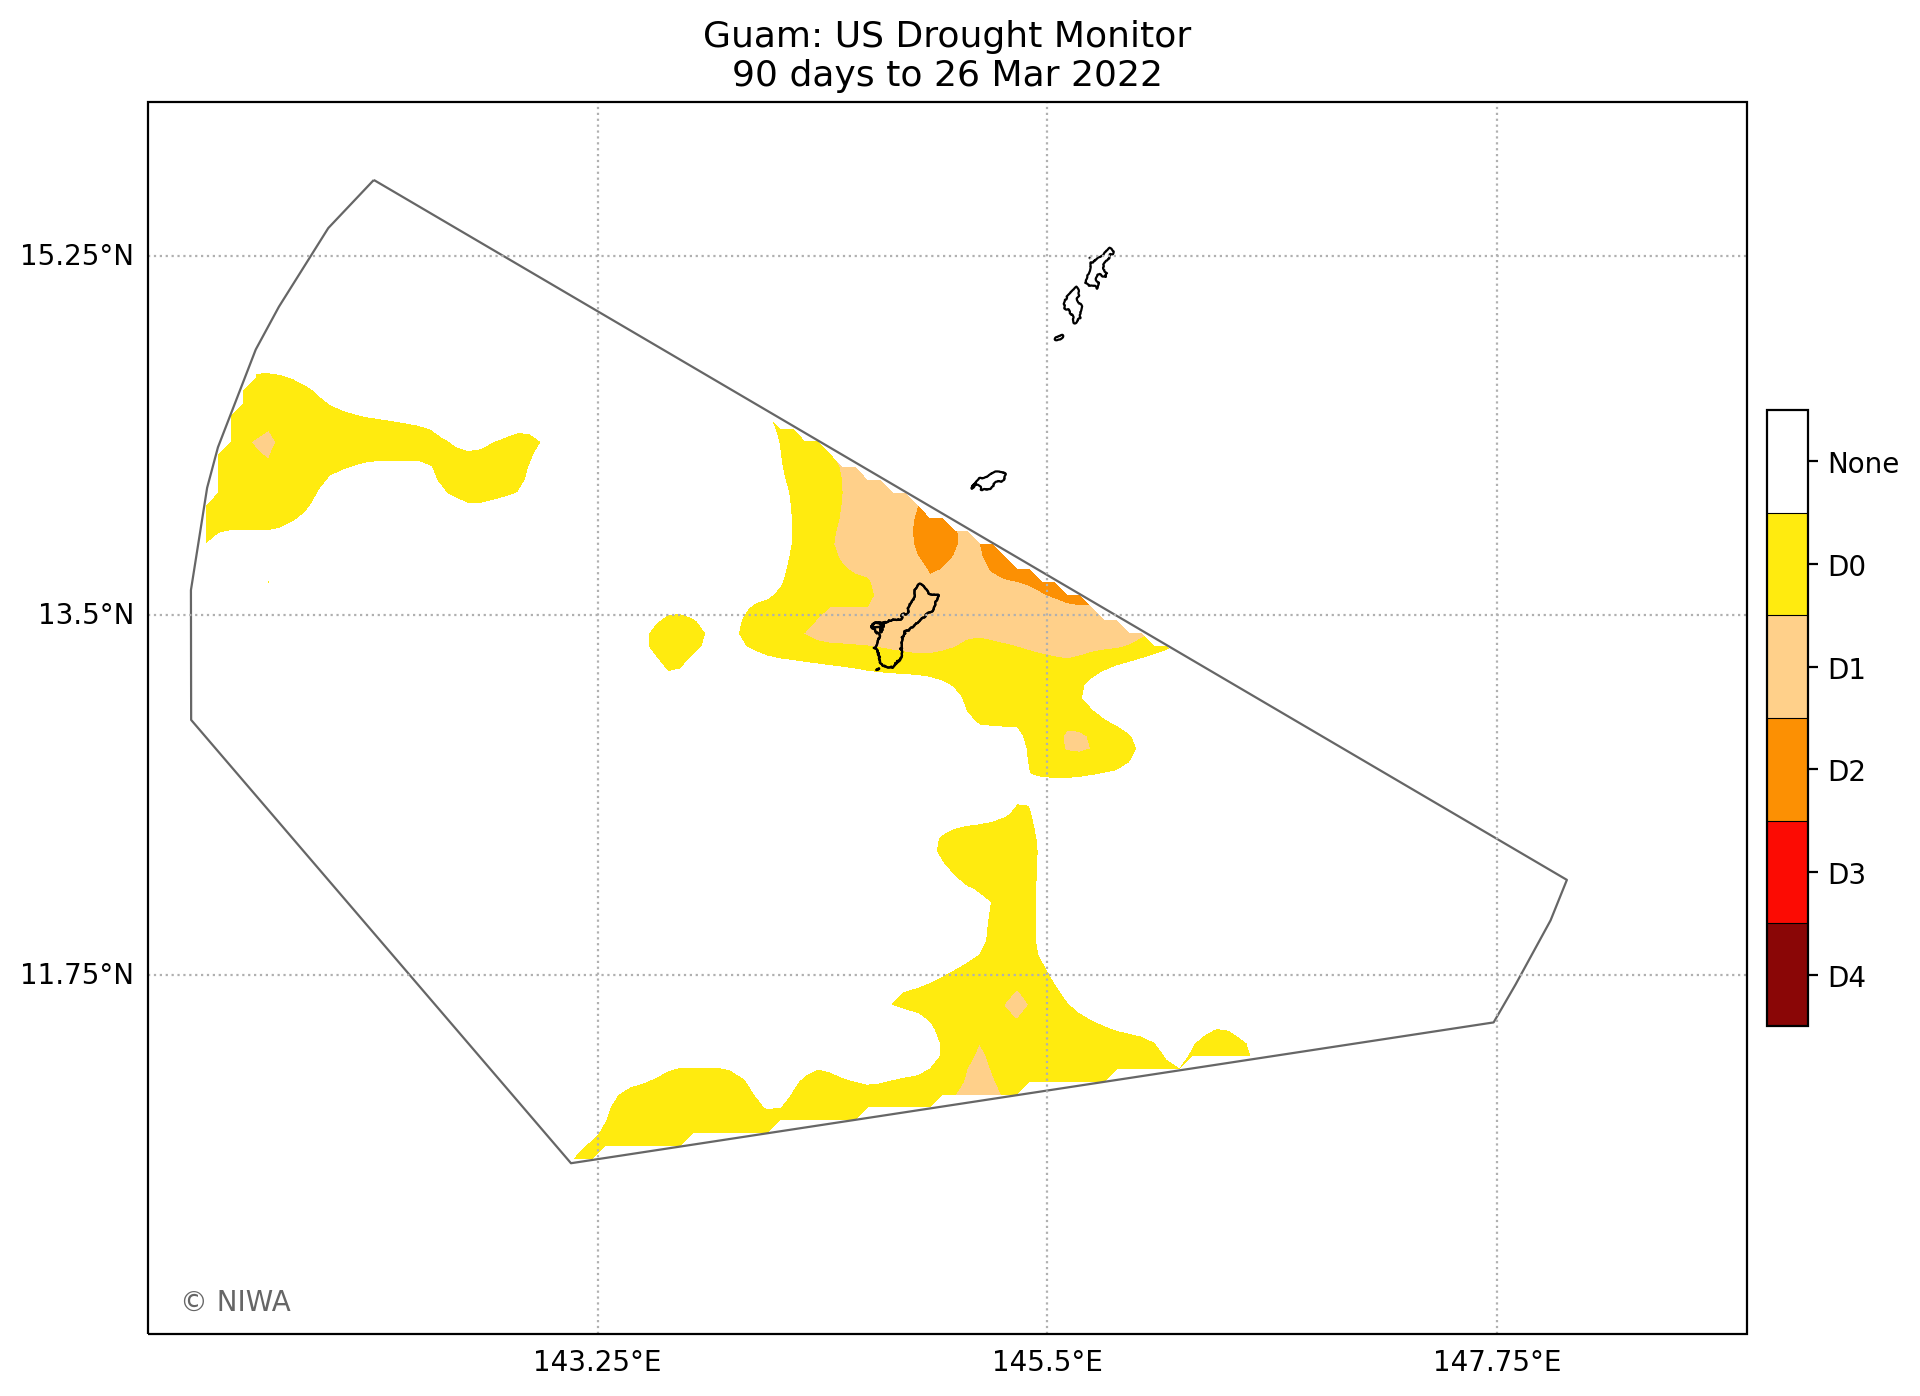 Guam: US Drought Monitor
90 days to 26 Mar 2022
15.25°N
13.5°N
11.75°N
143.25°E
145.5°E
147.75°E
None
D0
D1
D2
D3
D4
© NIWA